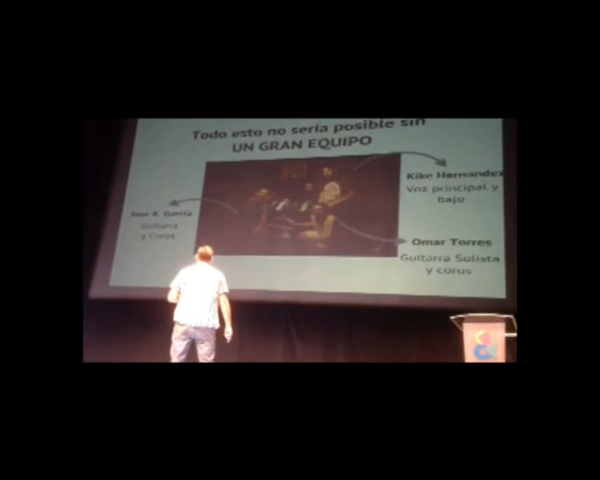 Todo esto no sería posible sin
UN GRAN EQUIPO
Kike Hernandez
Voz principal y
bajo
Jose A. García
Guitarra
y Coros
Omar Torres
Guitarra Solista
y coros